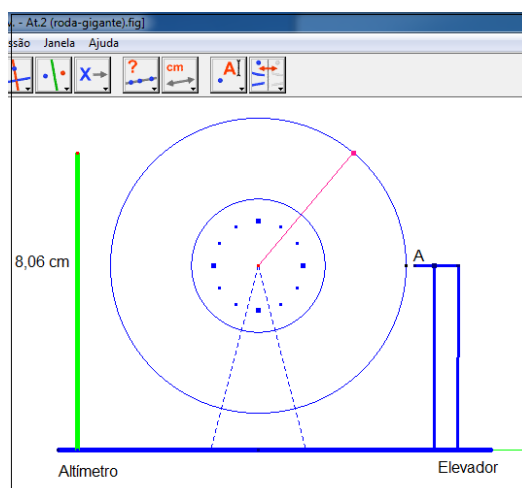 v. - At.2 (roda-gigante).fig]
ssão Janela Ajuda
X ? cm A
A
8,06 cm
Altímetro
Elevador